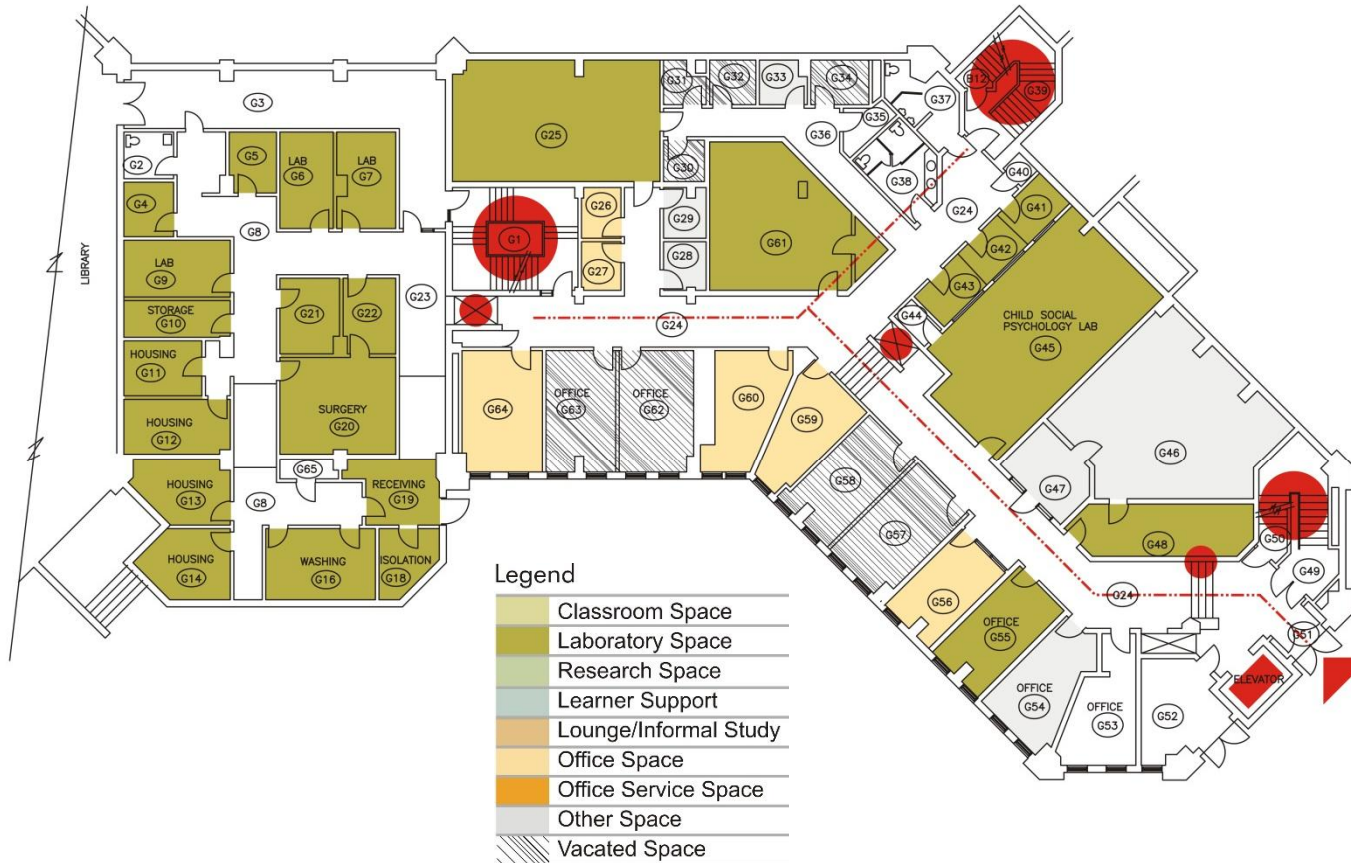 B12
G39
G31
G32
G33
G34
G37
G3
G35
G36
G25
G2
G5
LAB
G6
LAB
G7
G30
G38
G40
G4
G26
G29
G24
G41
G8
G1
G61
G42
LIBRARY
LAB
G9
G27
G28
G43
G23
STORAGE
G10
G21
G22
G24
G44
CHILD SOCIAL
PSYCHOLOGY LAB
G45
HOUSING
G11
SURGERY
G20
G64
OFFICE
G63
OFFICE
G62
G60
G59
HOUSING
G12
G46
G65
G58
G47
HOUSING
G13
G8
RECEIVING
G19
G57
G48
G50
HOUSING
G14
WASHING
G16
ISOLATION
G18
G49
G56
G24
OFFICE
G55
G51
OFFICE
G54
OFFICE
G53
G52
ELEVATOR
Legend
Classroom Space
Laboratory Space
Research Space
Learner Support
Lounge/Informal Study
Office Space
Office Service Space
Other Space
Vacated Space